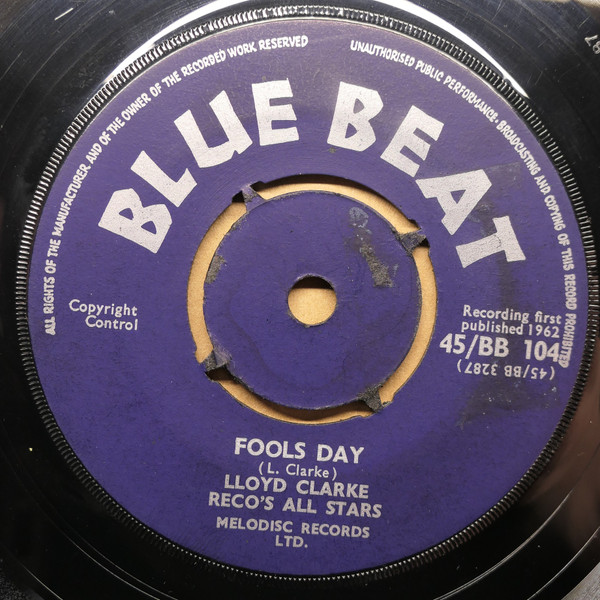 ALL RIGHTS OF THE MANUFACTURER AND OF THE OWNER OF THE RECORDED WORK RESERVED
UNAUTHORISED PUBLIC PERFORMANCE· BROADCASTING AND COPYING OF THIS RECORD PROHIBITED
BLUE BEAT
Copyright
Control
Recording first
published 1962
45/BB 104
(45/BB 3287)
FOOLS DAY
(L. Clarke)
LLOYD CLARKE
RECO'S ALL STARS
MELODISC RECORDS
LTD.